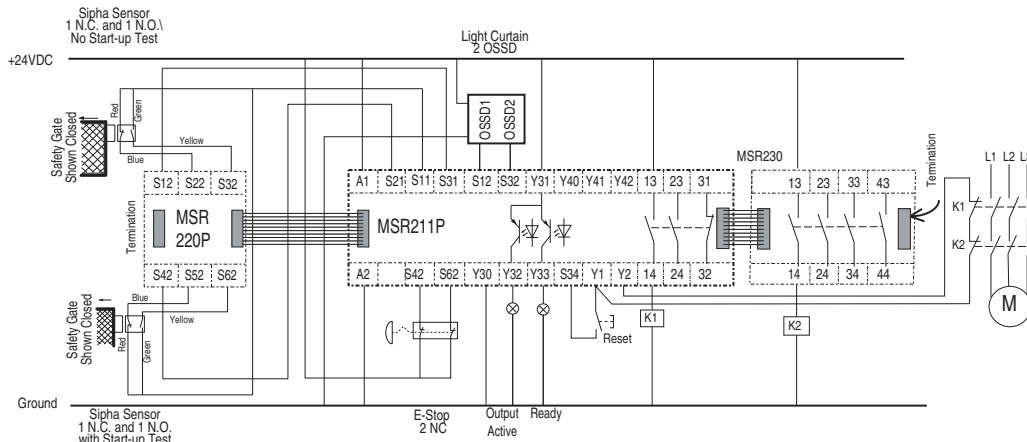 Sipha Sensor
1 N.C. and 1 N.O.\
No Start-up Test
Light Curtain
2 OSSD
+24VDC
OSSD1
OSSD2
Red
Green
Safety Gate
Shown Closed
Yellow
Blue
MSR230
Termination
L1 L2 L3
S12 S22 S32
A1 S21 S11 S31 S12 S32 Y31 Y40 Y41 Y42 13 23 31
13 23 33 43
K1
Termination
MSR
220P
MSR211P
K2
S42 S52 S62
A2 S42 S62 Y30 Y32 Y33 S34 Y1 Y2 14 24 32
14 24 34 44
Blue
Yellow
M
Safety Gate
Shown Closed
Red
Green
K1
K2
Reset
Ground
Sipha Sensor
1 N.C. and 1 N.O.
with Start-up Test
E-Stop
2 NC
Output
Active
Ready